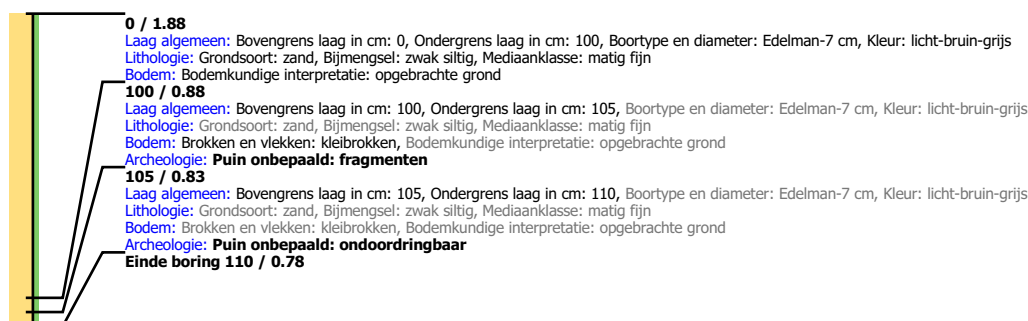 0 / 1.88
Laag algemeen: Bovengrens laag in cm: 0, Ondergrens laag in cm: 100, Boortype en diameter: Edelman-7 cm, Kleur: licht-bruin-grijs
Lithologie: Grondsoort: zand, Bijmengsel: zwak siltig, Mediaanklasse: matig fijn
Bodem: Bodemkundige interpretatie: opgebrachte grond
100 / 0.88
Laag algemeen: Bovengrens laag in cm: 100, Ondergrens laag in cm: 105, Boortype en diameter: Edelman-7 cm, Kleur: licht-bruin-grijs
Lithologie: Grondsoort: zand, Bijmengsel: zwak siltig, Mediaanklasse: matig fijn
Bodem: Brokken en vlekken: kleibrokken, Bodemkundige interpretatie: opgebrachte grond
Archeologie: Puin onbepaald: fragmenten
105 / 0.83
Laag algemeen: Bovengrens laag in cm: 105, Ondergrens laag in cm: 110, Boortype en diameter: Edelman-7 cm, Kleur: licht-bruin-grijs
Lithologie: Grondsoort: zand, Bijmengsel: zwak siltig, Mediaanklasse: matig fijn
Bodem: Brokken en vlekken: kleibrokken, Bodemkundige interpretatie: opgebrachte grond
Archeologie: Puin onbepaald: ondoordringbaar
Einde boring 110 / 0.78